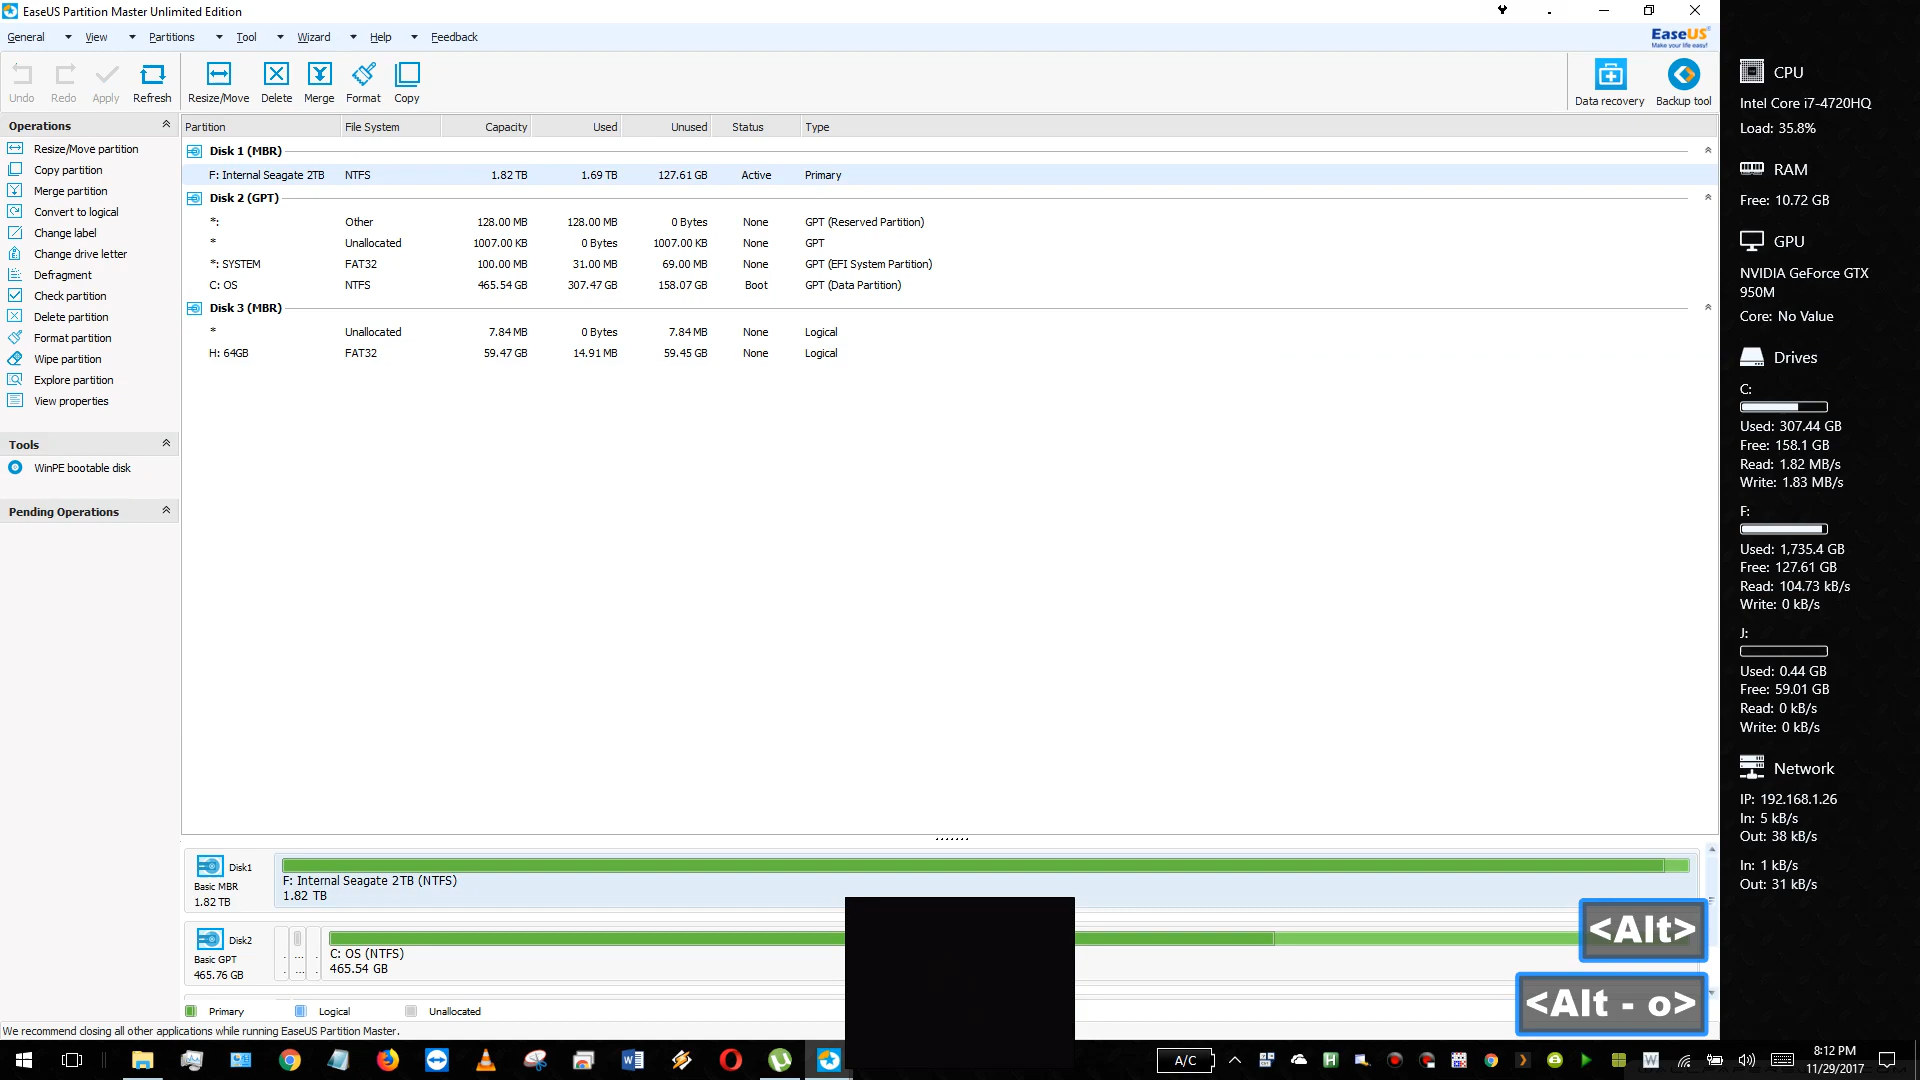 EaseUS Partition Master Unlimited Edition
General View Partitions Tool Wizard Help Feedback
EaseUS
Make your life easy!
Undo Redo Apply Refresh Resize/Move Delete Merge Format Copy Data recovery Backup tool
Operations
Resize/Move partition
Copy partition
Merge partition
Convert to logical
Change label
Change drive letter
Defragment
Check partition
Delete partition
Format partition
Wipe partition
Explore partition
View properties
Tools
WinPE bootable disk
Pending Operations
Partition File System Capacity Used Unused Status Type
Disk 1 (MBR)
F: Internal Seagate 2TB NTFS 1.82 TB 1.69 TB 127.61 GB Active Primary
Disk 2 (GPT)
*: Other 128.00 MB 128.00 MB 0 Bytes None GPT (Reserved Partition)
* Unallocated 1007.00 KB 0 Bytes 1007.00 KB None GPT
*: SYSTEM FAT32 100.00 MB 31.00 MB 69.00 MB None GPT (EFI System Partition)
C: OS NTFS 465.54 GB 307.47 GB 158.07 GB Boot GPT (Data Partition)
Disk 3 (MBR)
* Unallocated 7.84 MB 0 Bytes 7.84 MB None Logical
H: 64GB FAT32 59.47 GB 14.91 MB 59.45 GB None Logical
Disk1
Basic MBR
1.82 TB
F: Internal Seagate 2TB (NTFS)
1.82 TB
Disk2
Basic GPT
465.76 GB
. ... .
. ... .
C: OS (NTFS)
465.54 GB
Primary Logical Unallocated
We recommend closing all other applications while running EaseUS Partition Master.
<Alt>
<Alt - o>
CPU
Intel Core i7-4720HQ
Load: 35.8%
RAM
Free: 10.72 GB
GPU
NVIDIA GeForce GTX
950M
Core: No Value
Drives
C:
Used: 307.44 GB
Free: 158.1 GB
Read: 1.82 MB/s
Write: 1.83 MB/s
F:
Used: 1,735.4 GB
Free: 127.61 GB
Read: 104.73 kB/s
Write: 0 kB/s
J:
Used: 0.44 GB
Free: 59.01 GB
Read: 0 kB/s
Write: 0 kB/s
Network
IP: 192.168.1.26
In: 5 kB/s
Out: 38 kB/s
In: 1 kB/s
Out: 31 kB/s
A/C
8:12 PM
11/29/2017